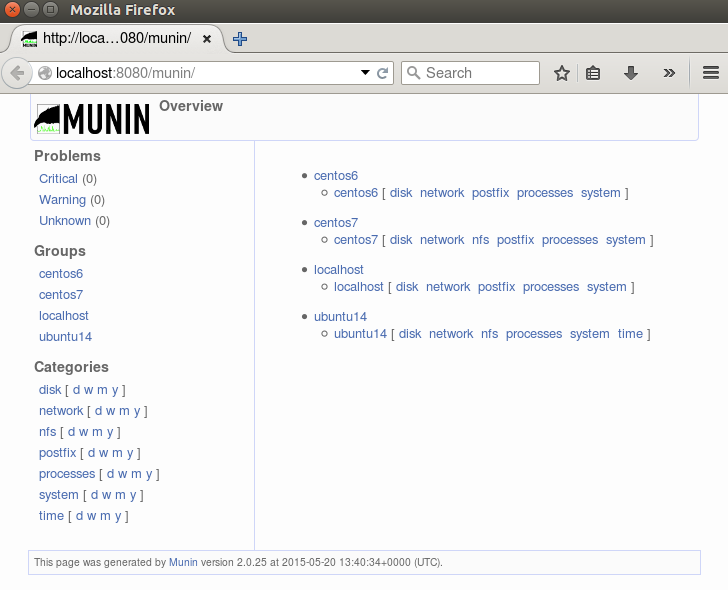 Mozilla Firefox
http://loca...080/munin/
localhost:8080/munin/
Search
MUNIN
Overview
Problems
Critical (0)
Warning (0)
Unknown (0)
Groups
centos6
centos7
localhost
ubuntu14
Categories
disk [ d w m y ]
network [ d w m y ]
nfs [ d w m y ]
postfix [ d w m y ]
processes [ d w m y ]
system [ d w m y ]
time [ d w m y ]
centos6
centos6 [ disk network postfix processes system ]
centos7
centos7 [ disk network nfs postfix processes system ]
localhost
localhost [ disk network postfix processes system ]
ubuntu14
ubuntu14 [ disk network nfs processes system time ]
This page was generated by Munin version 2.0.25 at 2015-05-20 13:40:34+0000 (UTC).